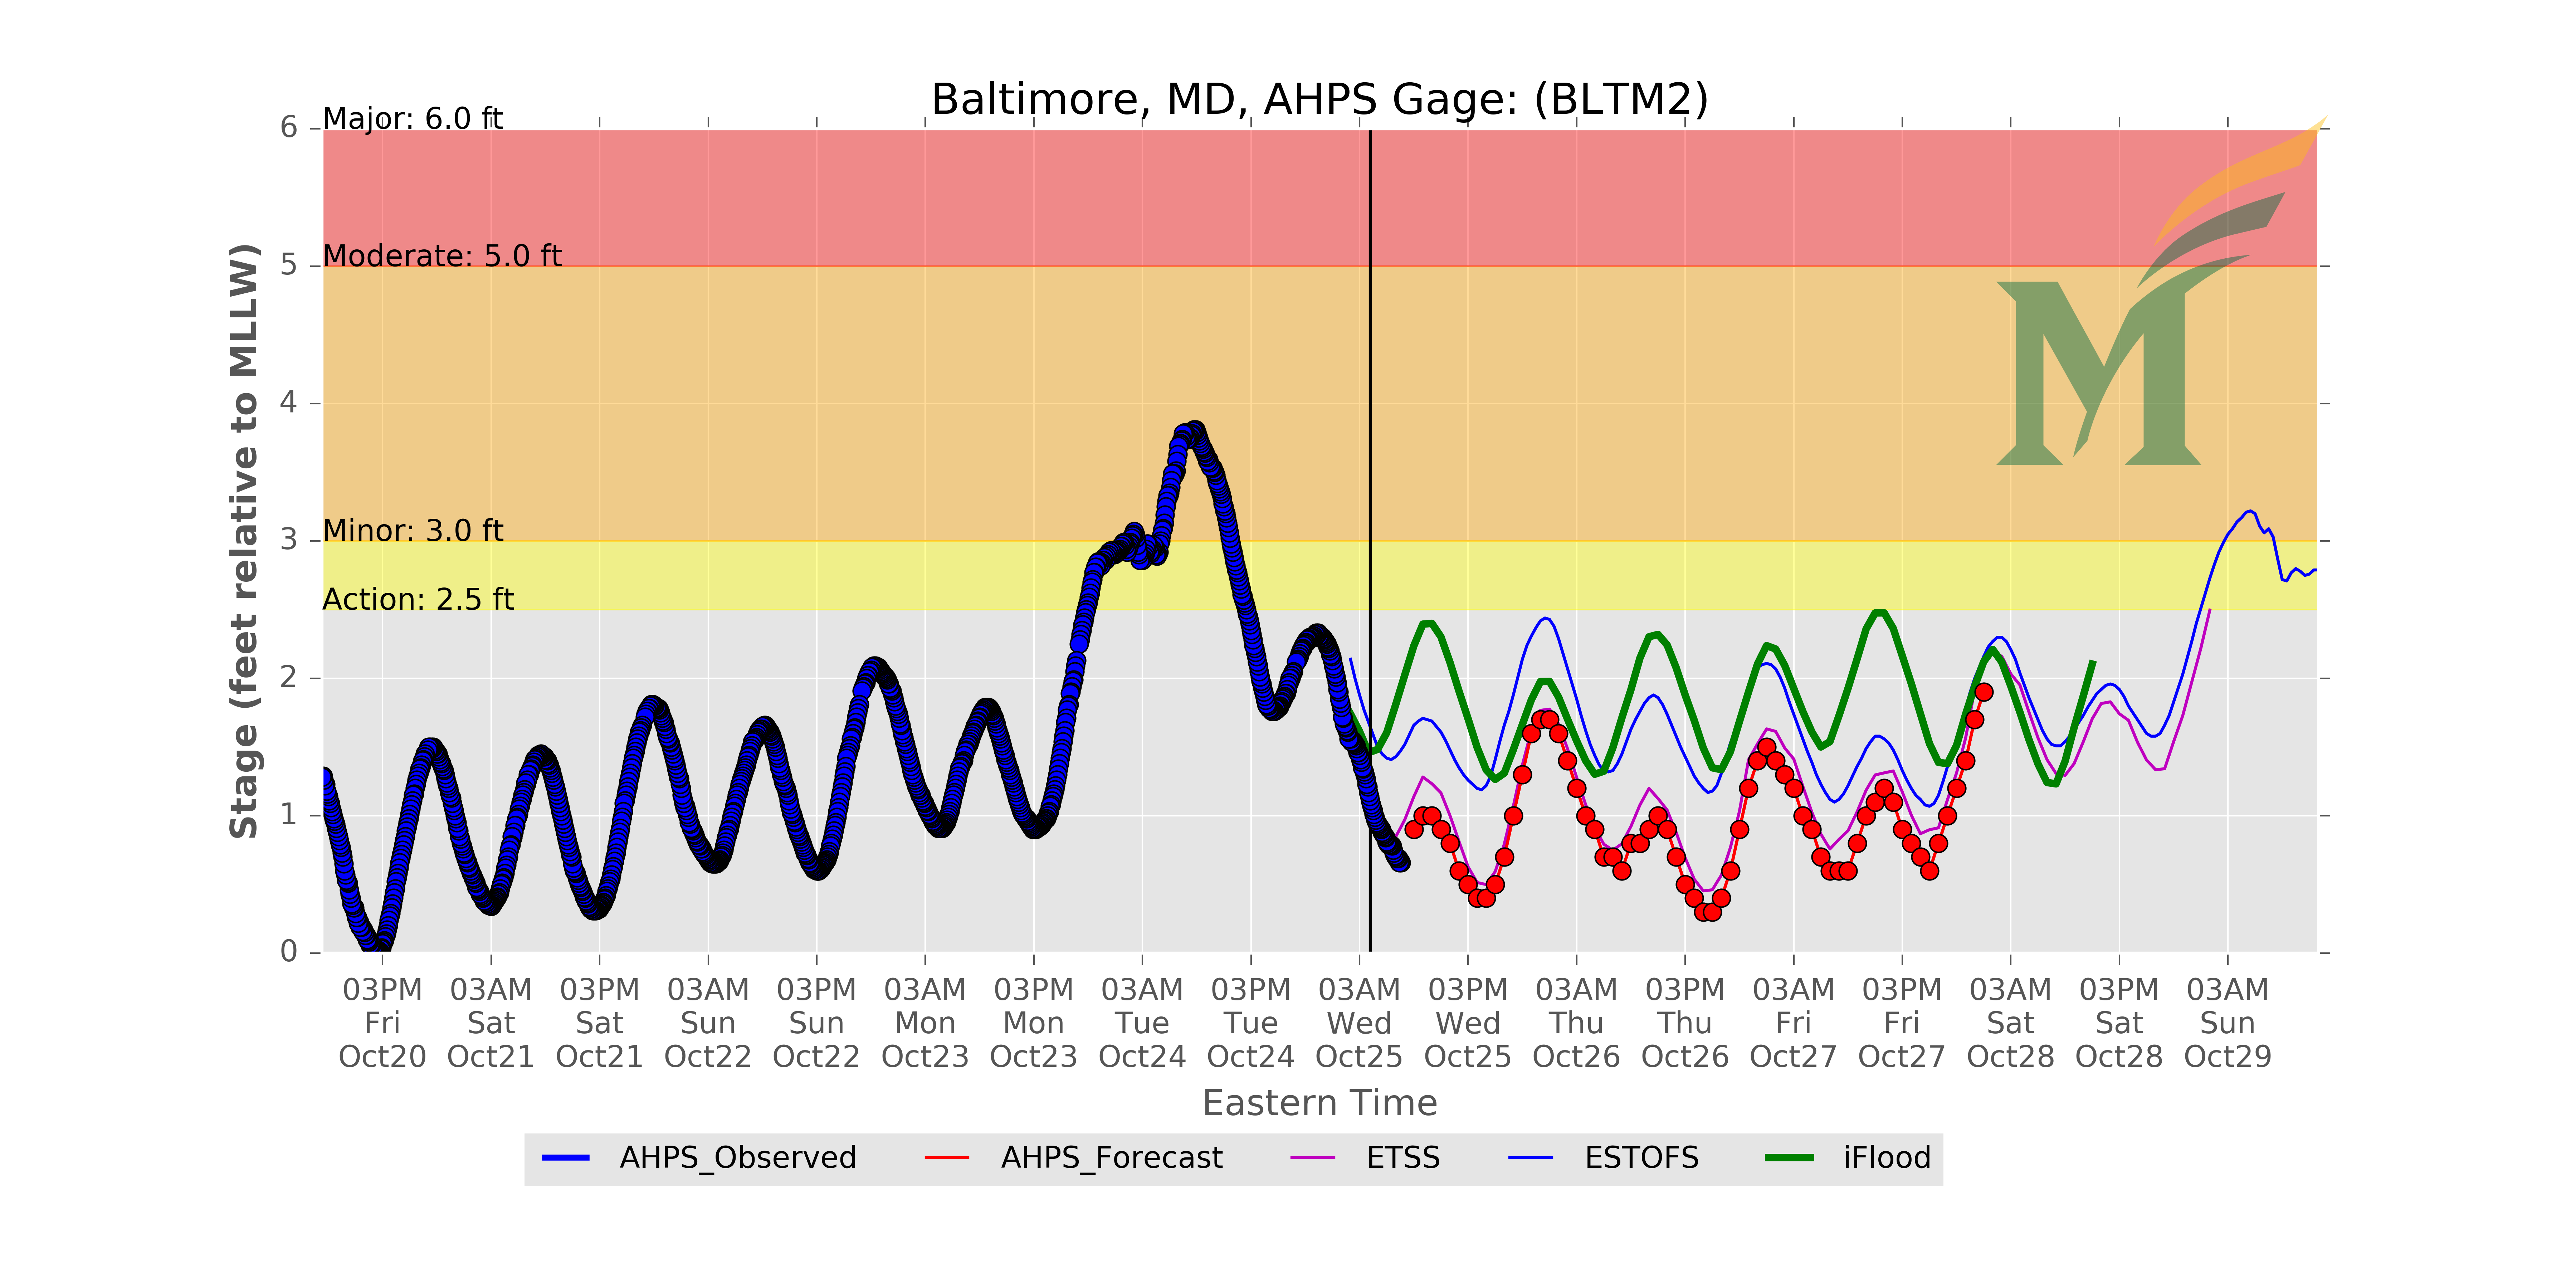 Baltimore, MD, AHPS Gage: (BLTM2)
Major: 6.0 ft
Moderate: 5.0 ft
Minor: 3.0 ft
Action: 2.5 ft
Stage (feet relative to MLLW)
6
5
4
3
2
1
0
03PM 03AM 03PM 03AM 03PM 03AM 03PM 03AM 03PM 03AM 03PM 03AM 03PM 03AM 03PM 03AM 03PM 03AM
Fri Sat Sat Sun Sun Mon Mon Tue Tue Wed Wed Thu Thu Fri Fri Sat Sat Sun
Oct20 Oct21 Oct21 Oct22 Oct22 Oct23 Oct23 Oct24 Oct24 Oct25 Oct25 Oct26 Oct26 Oct27 Oct27 Oct28 Oct28 Oct29
Eastern Time
AHPS_Observed AHPS_Forecast ETSS ESTOFS iFlood
M